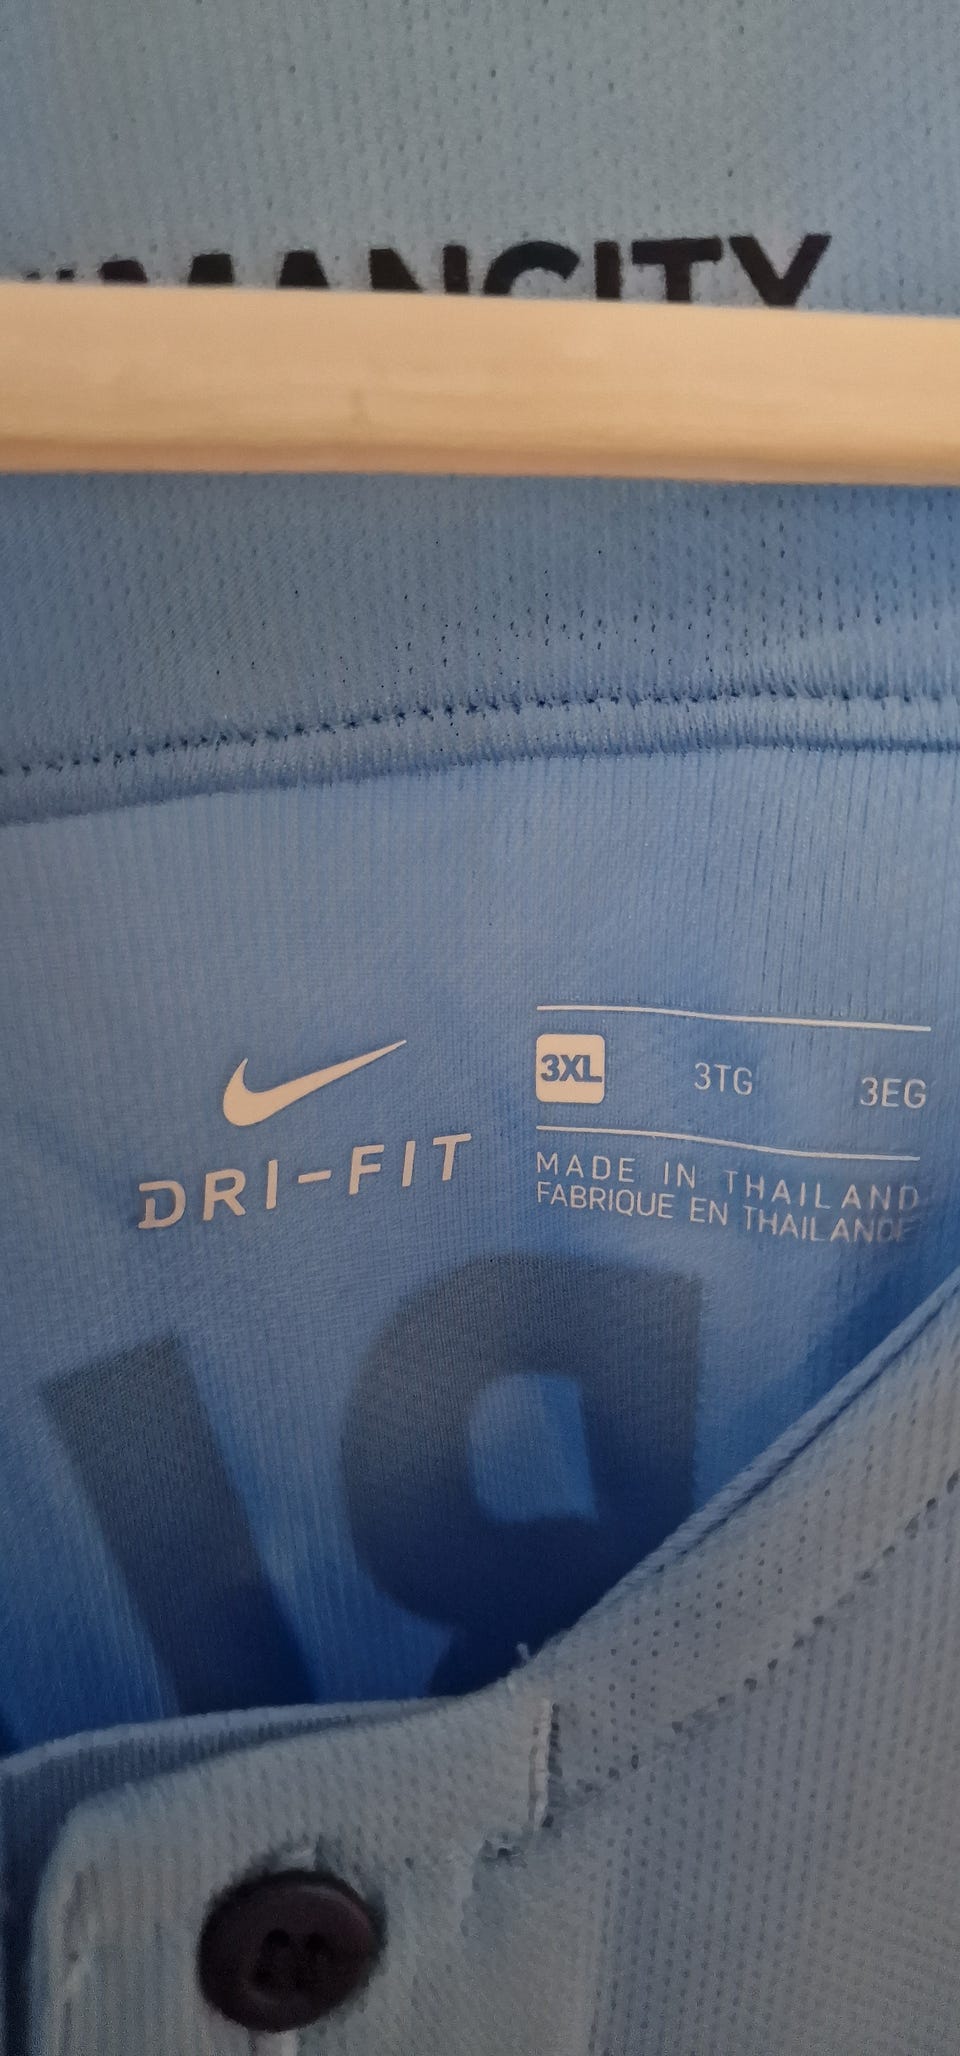 MANCITY
DRI-FIT
3XL 3TG 3EG
MADE IN THAILAND
FABRIQUE EN THAILANDE